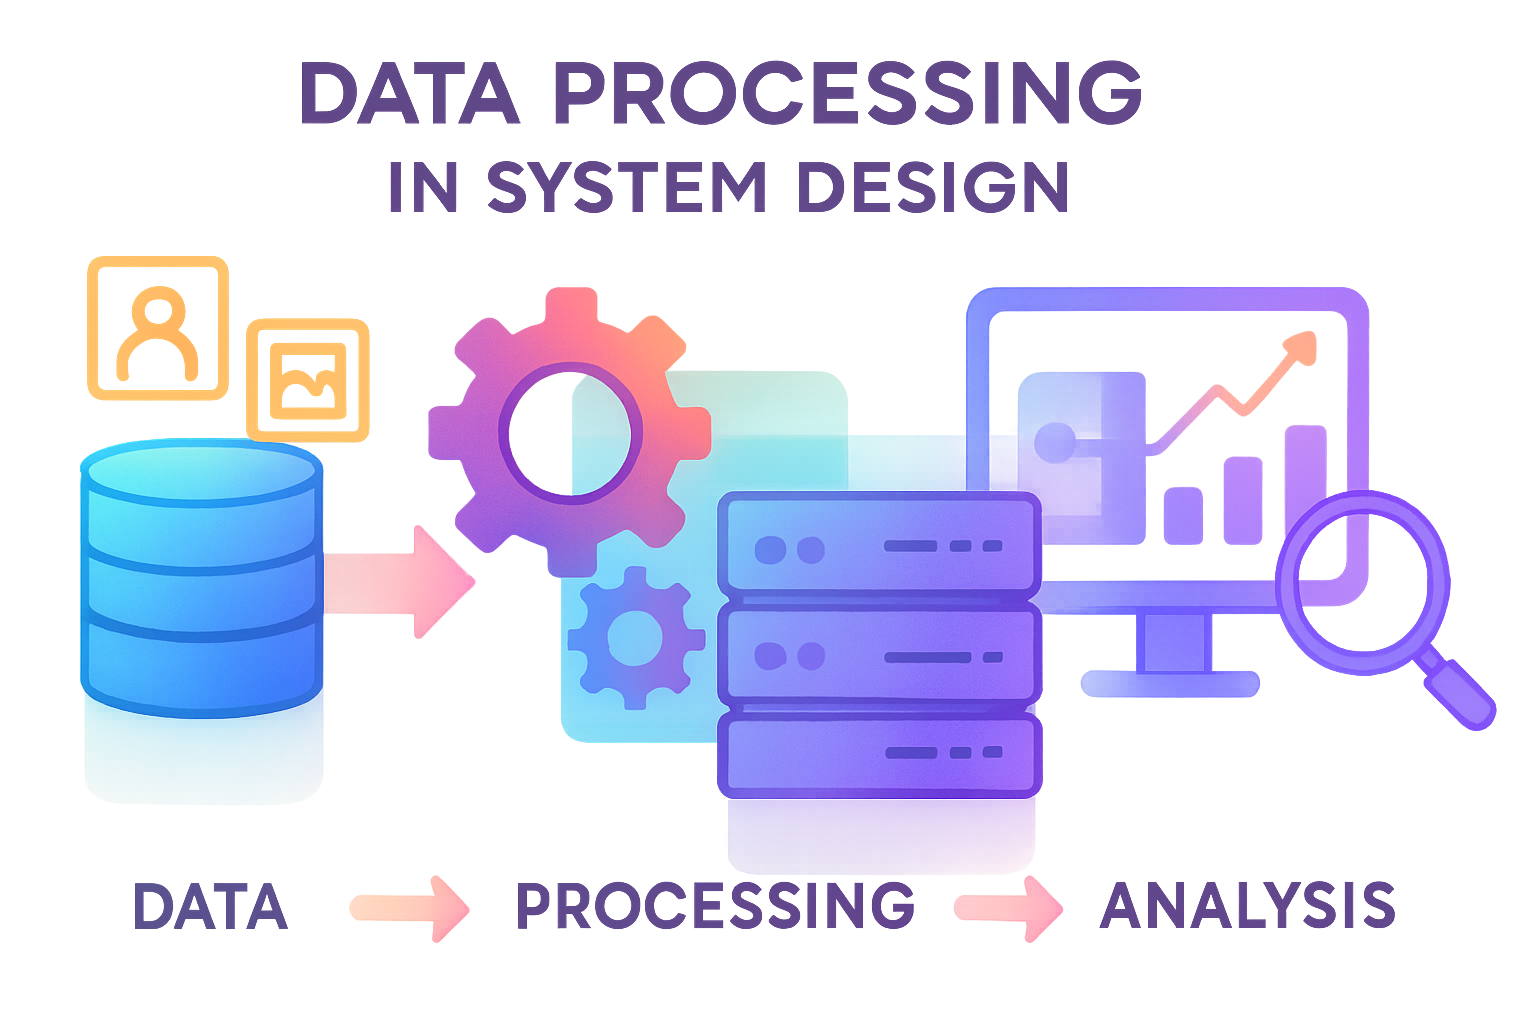 DATA PROCESSING
IN SYSTEM DESIGN
DATA → PROCESSING → ANALYSIS